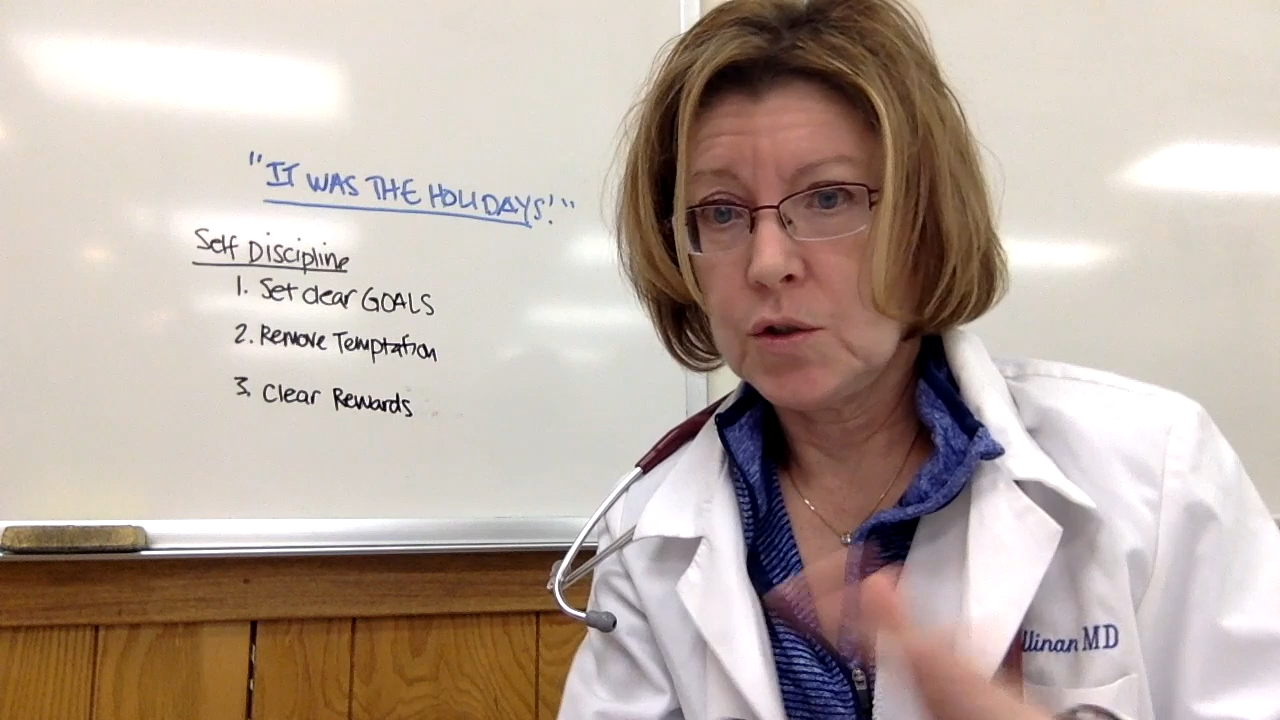 "IT WAS THE HOLIDAYS!"
Self Discipline
1. Set clear GOALS
2. Remove Temptation
3. Clear Rewards
llinan MD